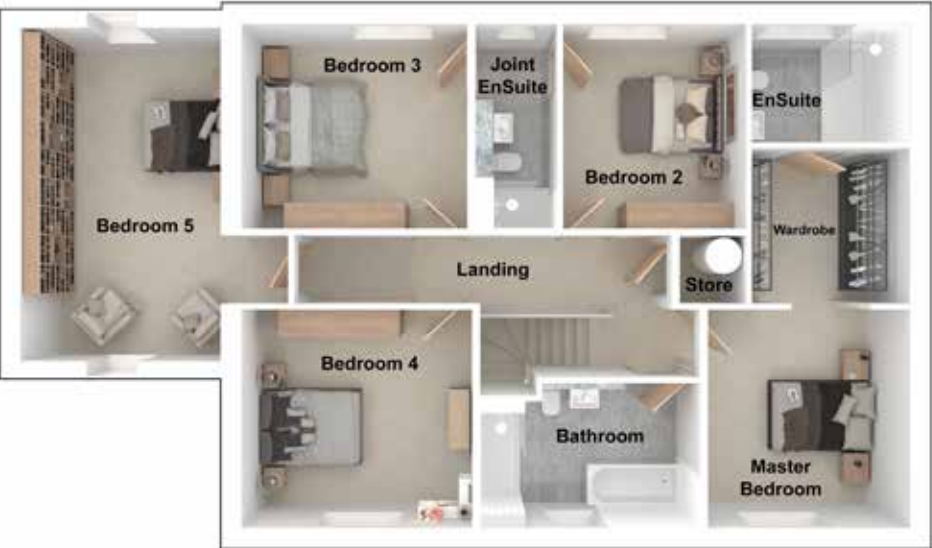 Bedroom 3
Joint
EnSuite
EnSuite
Bedroom 2
Bedroom 5
Wardrobe
Landing
Store
Bedroom 4
Bathroom
Master
Bedroom